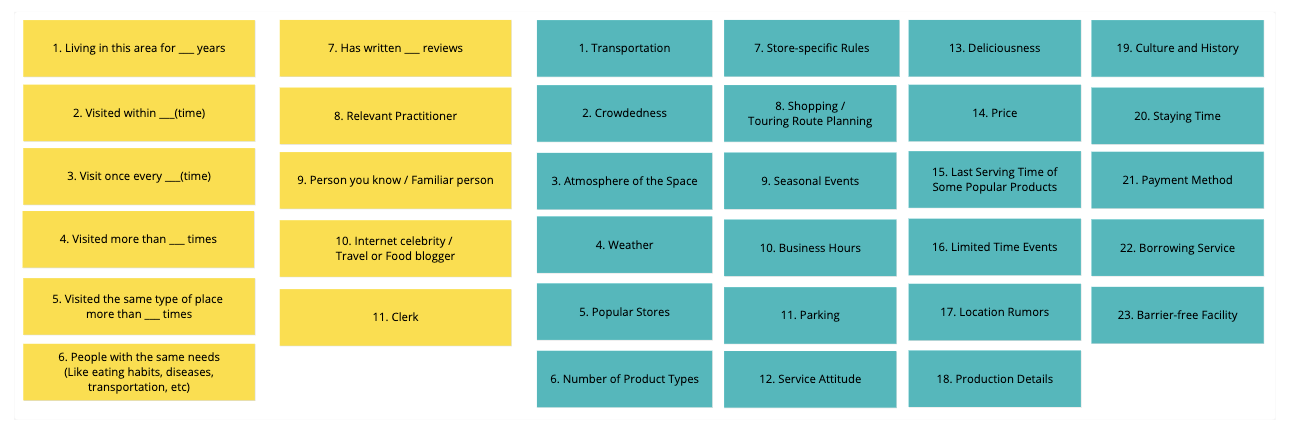 1. Living in this area for ___ years
2. Visited within ___(time)
3. Visit once every ___(time)
4. Visited more than ___ times
5. Visited the same type of place
more than ___ times
6. People with the same needs
(Like eating habits, diseases,
transportation, etc)
7. Has written ___ reviews
8. Relevant Practitioner
9. Person you know / Familiar person
10. Internet celebrity /
Travel or Food blogger
11. Clerk
1. Transportation
2. Crowdedness
3. Atmosphere of the Space
4. Weather
5. Popular Stores
6. Number of Product Types
7. Store-specific Rules
8. Shopping /
Touring Route Planning
9. Seasonal Events
10. Business Hours
11. Parking
12. Service Attitude
13. Deliciousness
14. Price
15. Last Serving Time of
Some Popular Products
16. Limited Time Events
17. Location Rumors
18. Production Details
19. Culture and History
20. Staying Time
21. Payment Method
22. Borrowing Service
23. Barrier-free Facility